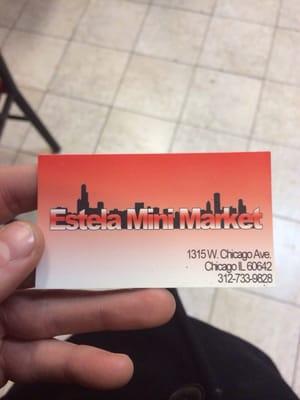 Estela Mini Market
1315 W. Chicago Ave.
Chicago IL 60642
312-733-9828